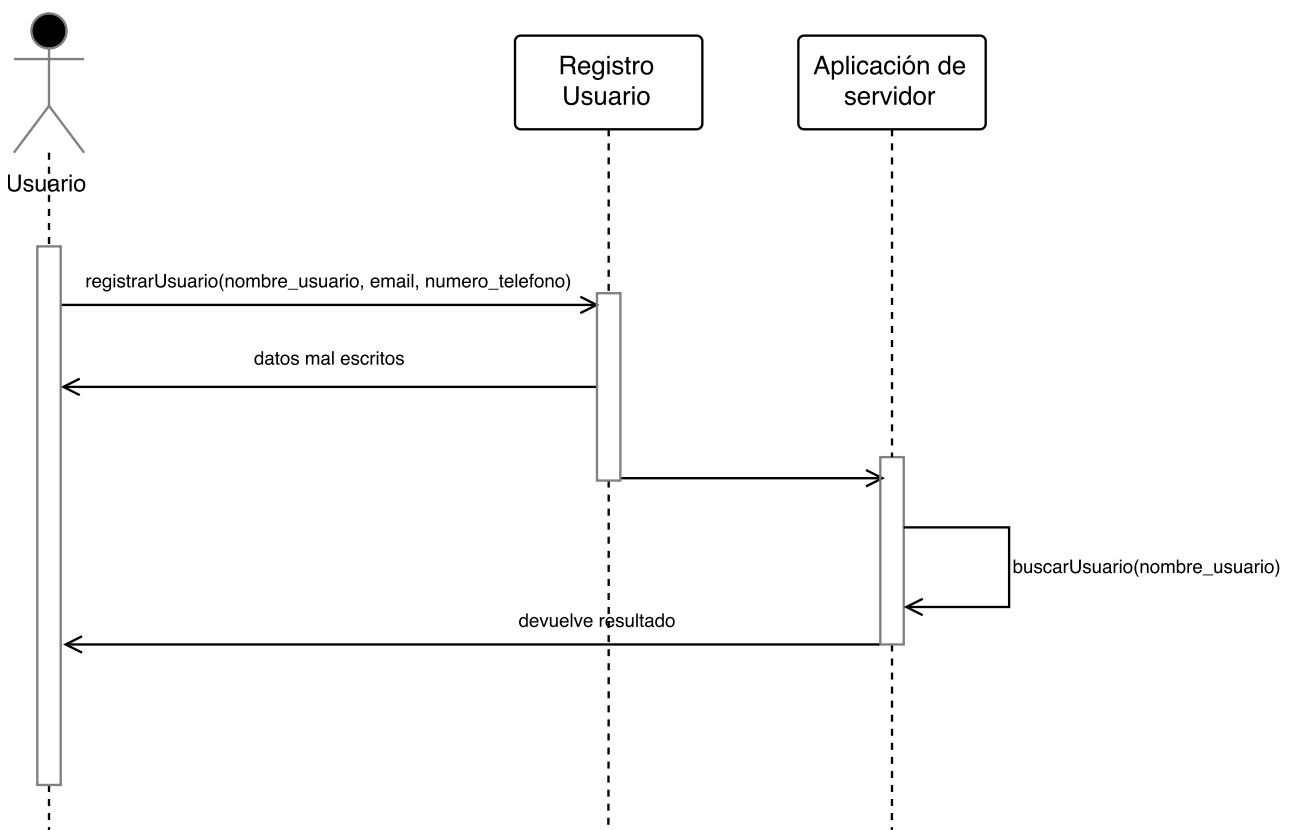 Registro
Usuario
Aplicación de
servidor
Usuario
registrarUsuario(nombre_usuario, email, numero_telefono)
datos mal escritos
buscarUsuario(nombre_usuario)
devuelve resultado